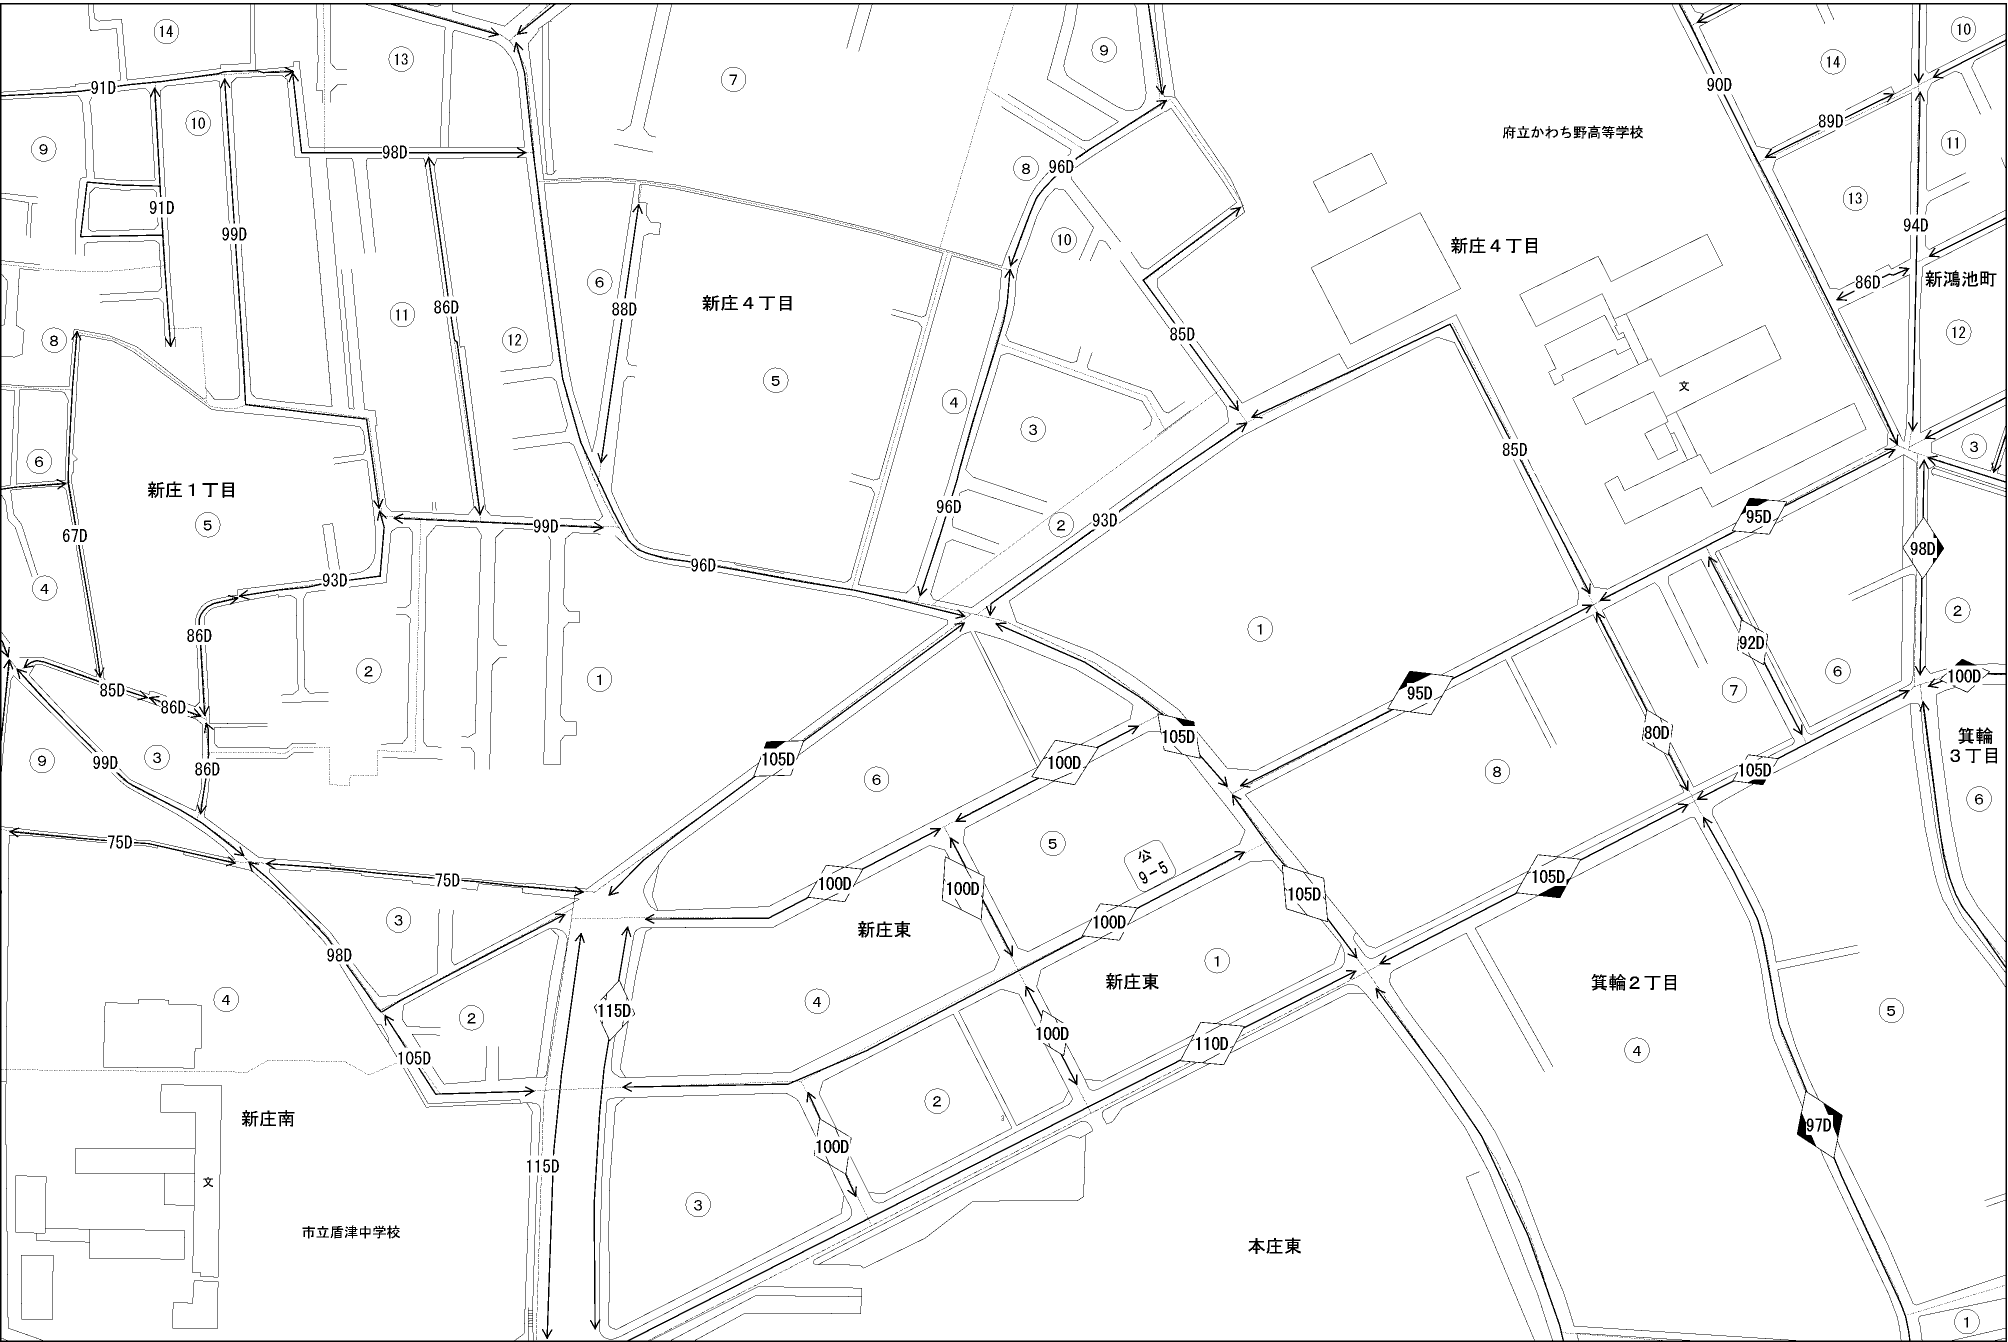 14
13
7
9
14
10
91D
10
9
98D
8
96D
府立かわち野高等学校
90D
89D
11
13
91D
99D
10
新庄４丁目
94D
6
88D
新庄４丁目
86D
新鴻池町
11
86D
12
8
85D
12
5
4
文
3
3
6
新庄１丁目
5
85D
96D
2
93D
95D
67D
99D
98D
96D
4
93D
86D
1
2
92D
6
2
1
95D
7
100D
85D
86D
80D
105D
箕輪
３丁目
9
3
99D
86D
105D
100D
6
8
105D
6
75D
5
公
9-5
75D
100D
100D
105D
105D
3
新庄東
100D
98D
新庄東
1
箕輪２丁目
4
2
4
115D
5
100D
110D
4
105D
新庄南
2
3
97D
100D
115D
文
3
市立盾津中学校
本庄東
1